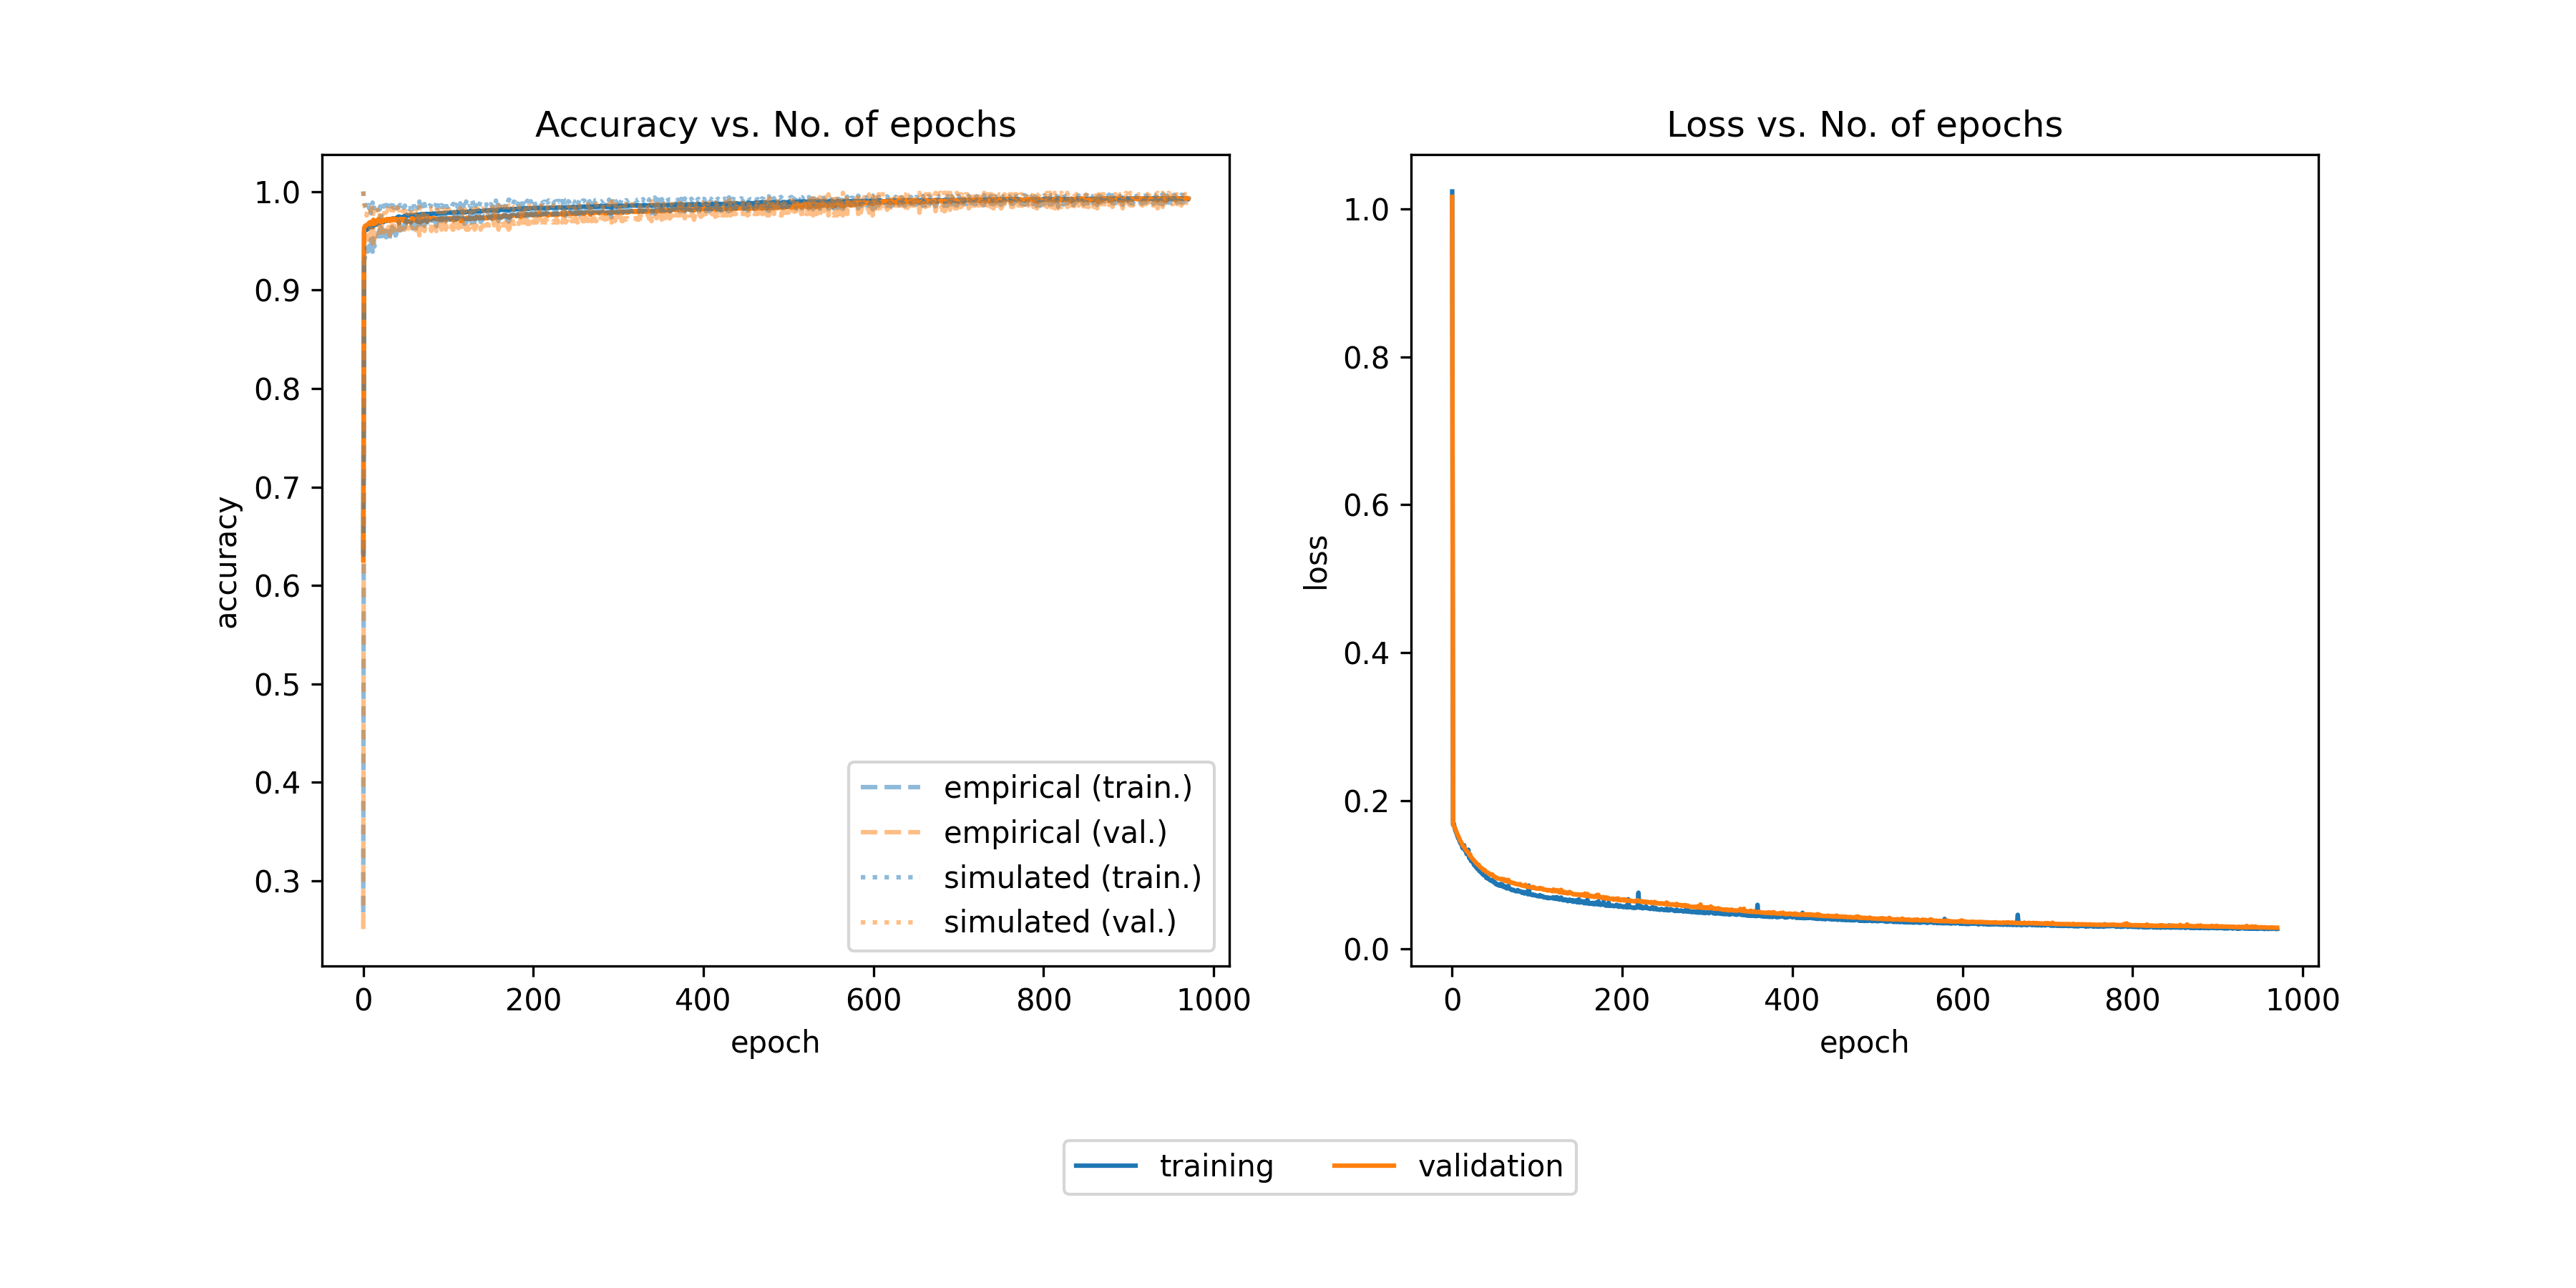 Accuracy vs. No. of epochs
1.0
0.9
0.8
0.7
0.6
0.5
0.4
0.3
accuracy
0 200 400 600 800 1000
epoch
empirical (train.)
empirical (val.)
simulated (train.)
simulated (val.)
Loss vs. No. of epochs
1.0
0.8
0.6
0.4
0.2
0.0
loss
0 200 400 600 800 1000
epoch
training validation